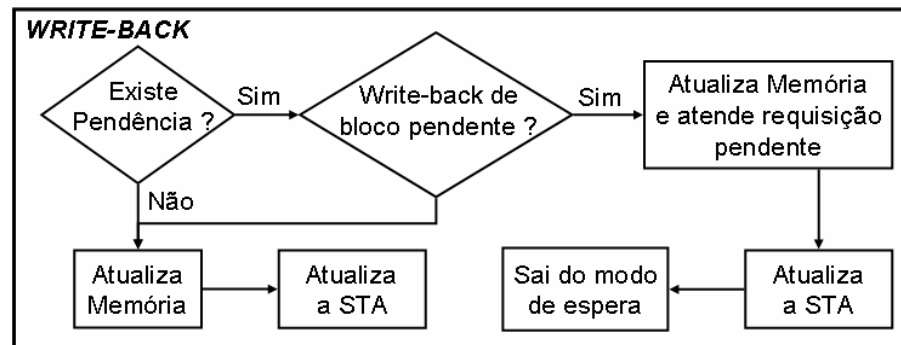 WRITE-BACK
Existe
Pendência ?
Sim
Write-back de
bloco pendente ?
Sim
Atualiza Memória
e atende requisição
pendente
Não
Atualiza
Memória
Atualiza
a STA
Sai do modo
de espera
Atualiza
a STA